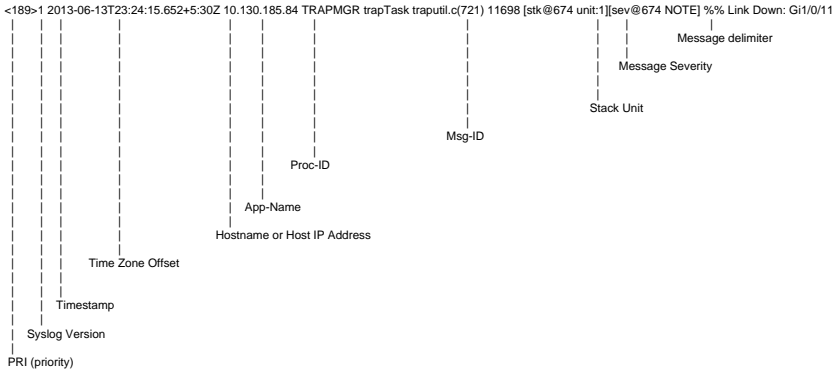 <189>1 2013-06-13T23:24:15.652+5:30Z 10.130.185.84 TRAPMGR trapTask traputil.c(721) 11698 [stk@674 unit:1][sev@674 NOTE] %% Link Down: Gi1/0/11
Message delimiter
Message Severity
Stack Unit
Msg-ID
Proc-ID
App-Name
Hostname or Host IP Address
Time Zone Offset
Timestamp
Syslog Version
PRI (priority)